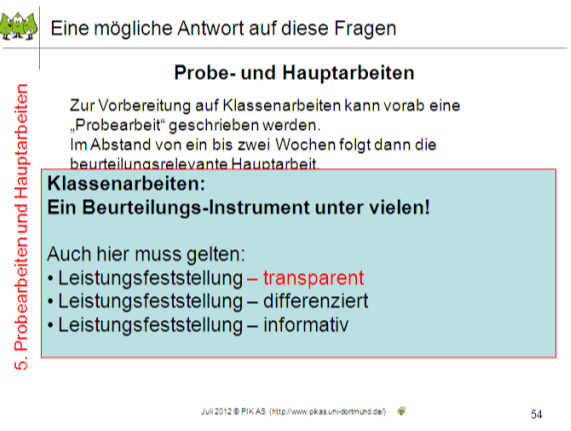 Eine mögliche Antwort auf diese Fragen
5. Probearbeiten und Hauptarbeiten
Probe- und Hauptarbeiten
Zur Vorbereitung auf Klassenarbeiten kann vorab eine
„Probearbeit“ geschrieben werden.
Im Abstand von ein bis zwei Wochen folgt dann die
beurteilungsrelevante Hauptarbeit.
Klassenarbeiten:
Ein Beurteilungs-Instrument unter vielen!
Auch hier muss gelten:
• Leistungsfeststellung – transparent
• Leistungsfeststellung – differenziert
• Leistungsfeststellung – informativ
Juli 2012 © PIK AS (http://www.pikas.uni-dortmund.de/)
54